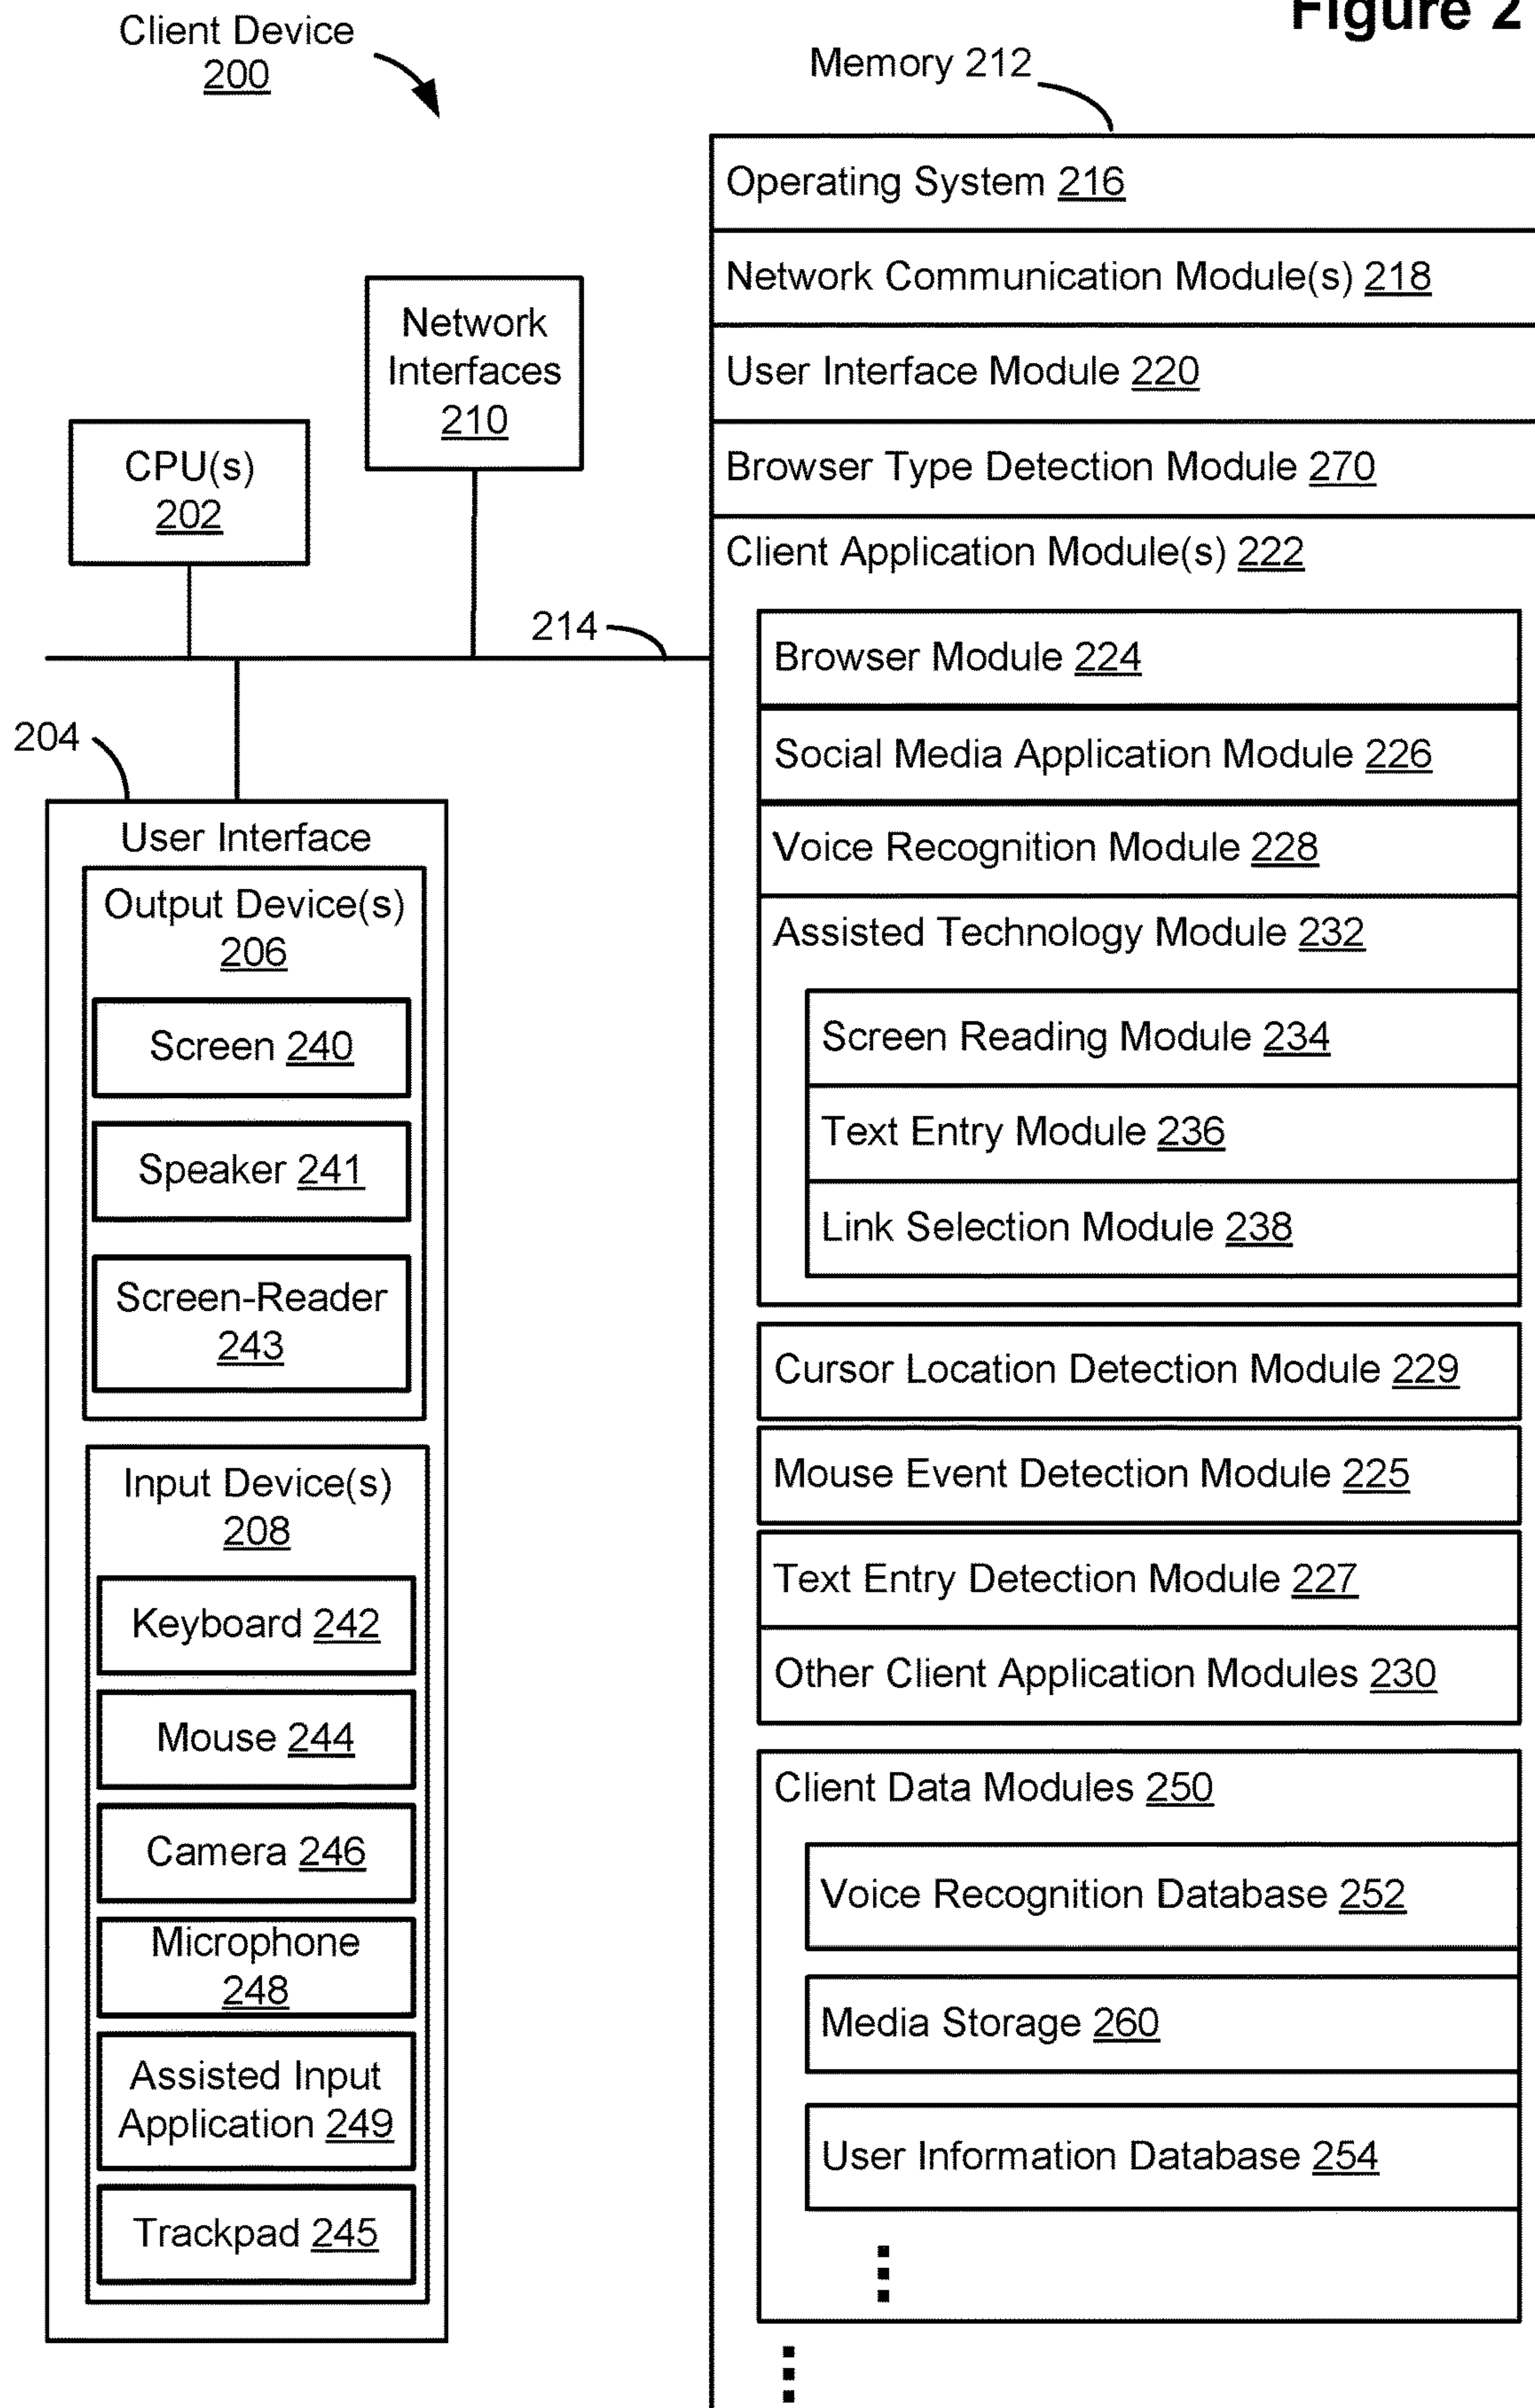 Figure 2
Client Device
200
Memory 212
Operating System 216
Network Communication Module(s) 218
User Interface Module 220
Browser Type Detection Module 270
Client Application Module(s) 222
Browser Module 224
Social Media Application Module 226
Voice Recognition Module 228
Assisted Technology Module 232
Screen Reading Module 234
Text Entry Module 236
Link Selection Module 238
Cursor Location Detection Module 229
Mouse Event Detection Module 225
Text Entry Detection Module 227
Other Client Application Modules 230
Client Data Modules 250
Voice Recognition Database 252
Media Storage 260
User Information Database 254
Network
Interfaces
210
CPU(s)
202
214
204
User Interface
Output Device(s)
206
Screen 240
Speaker 241
Screen-Reader
243
Input Device(s)
208
Keyboard 242
Mouse 244
Camera 246
Microphone
248
Assisted Input
Application 249
Trackpad 245